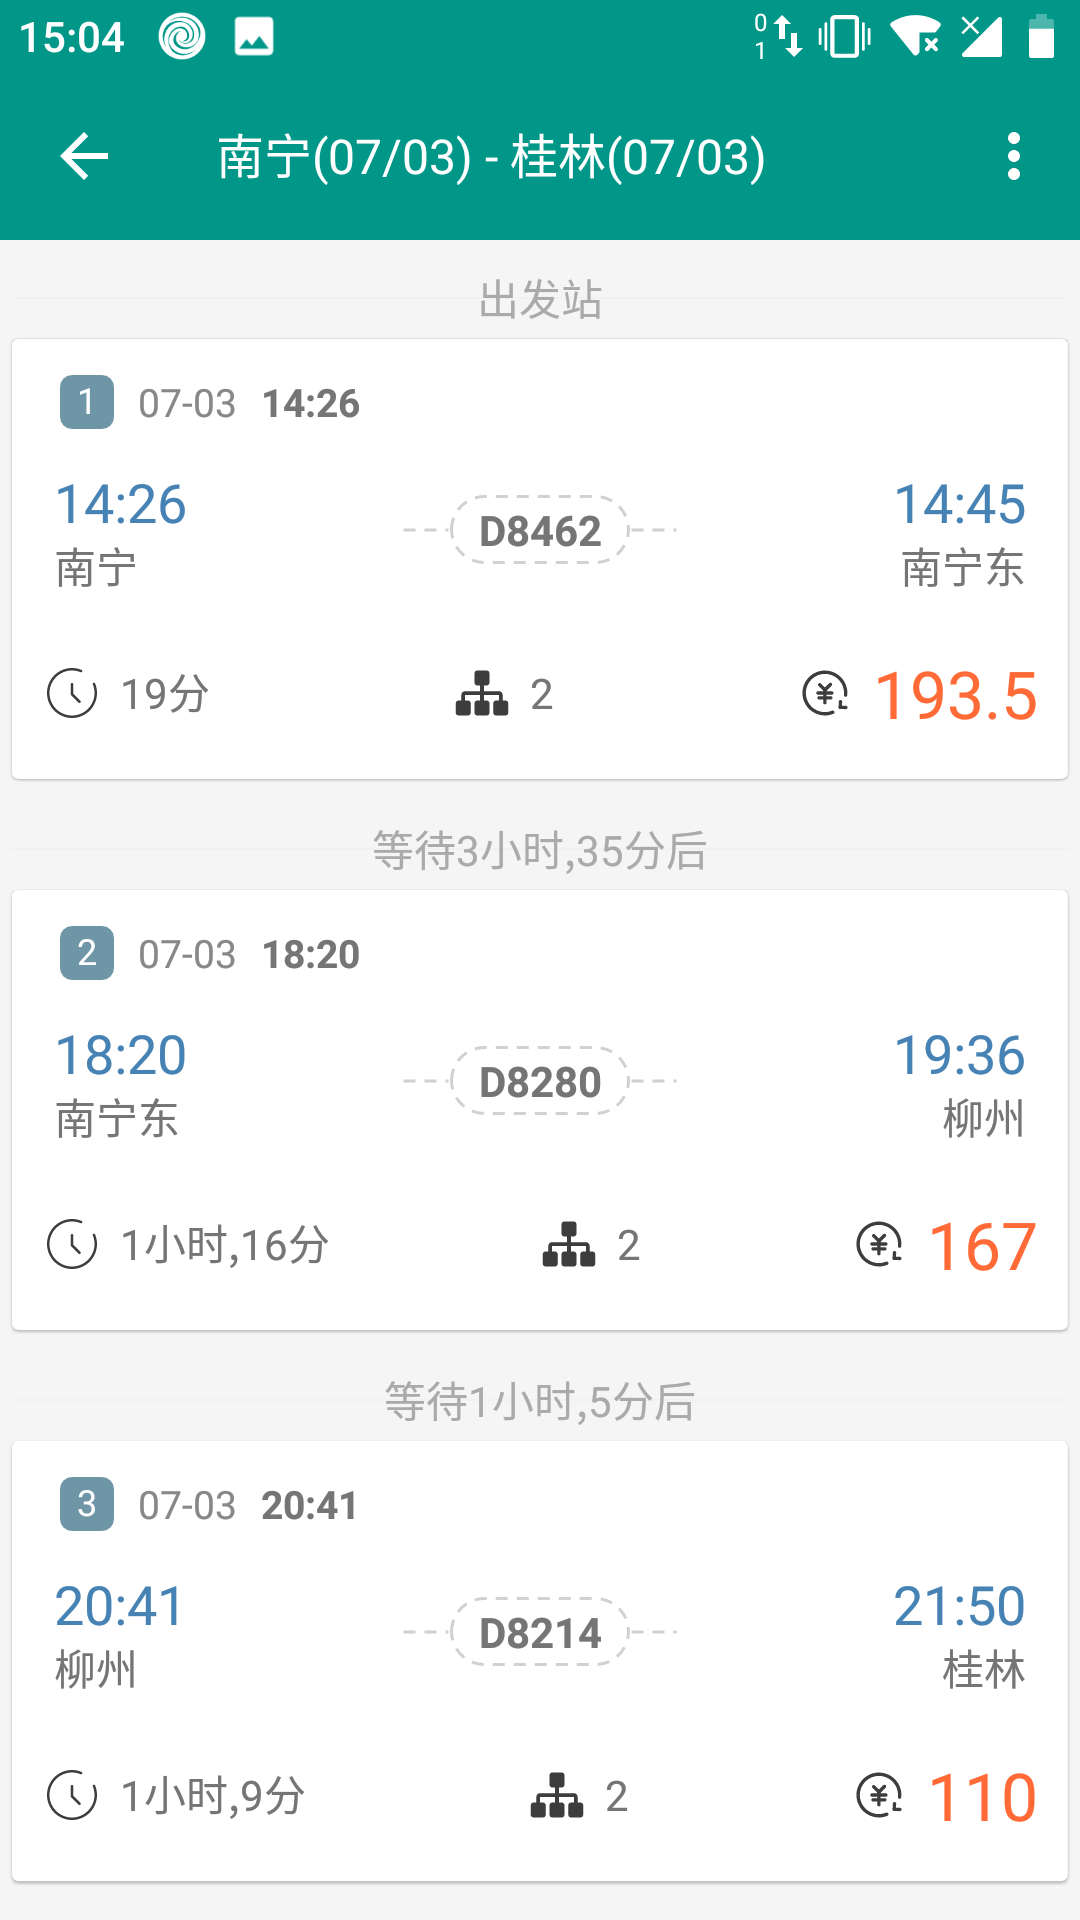 15:04
0
1
南宁(07/03) - 桂林(07/03)
出发站
1 07-03 14:26
14:26 D8462 14:45
南宁 南宁东
19分 2 ¥ 193.5
等待3小时,35分后
2 07-03 18:20
18:20 D8280 19:36
南宁东 柳州
1小时,16分 2 ¥ 167
等待1小时,5分后
3 07-03 20:41
20:41 D8214 21:50
柳州 桂林
1小时,9分 2 ¥ 110